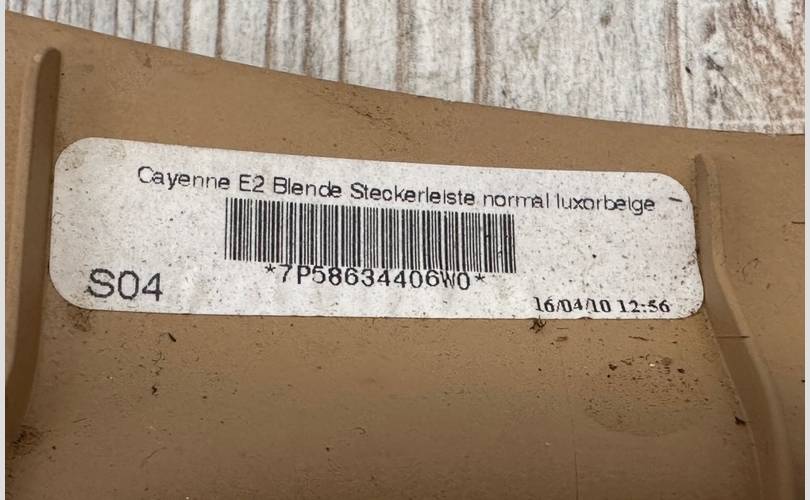 Cayenne E2 Blende Steckerleiste normal luxorbeige
*7P58634406W0*
S04
16/04/10 12:56